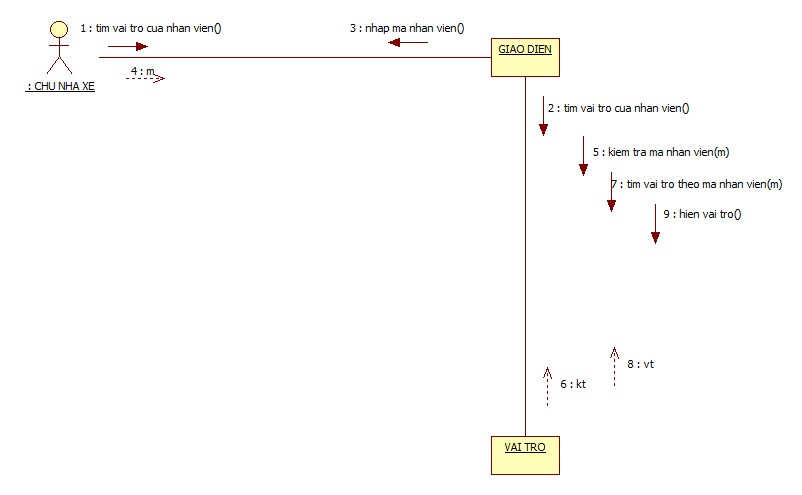 1 : tim vai tro cua nhan vien()
3 : nhap ma nhan vien()
GIAO DIEN
4 : m
: CHU NHA XE
2 : tim vai tro cua nhan vien()
5 : kiem tra ma nhan vien(m)
7 : tim vai tro theo ma nhan vien(m)
9 : hien vai tro()
8 : vt
6 : kt
VAI TRO